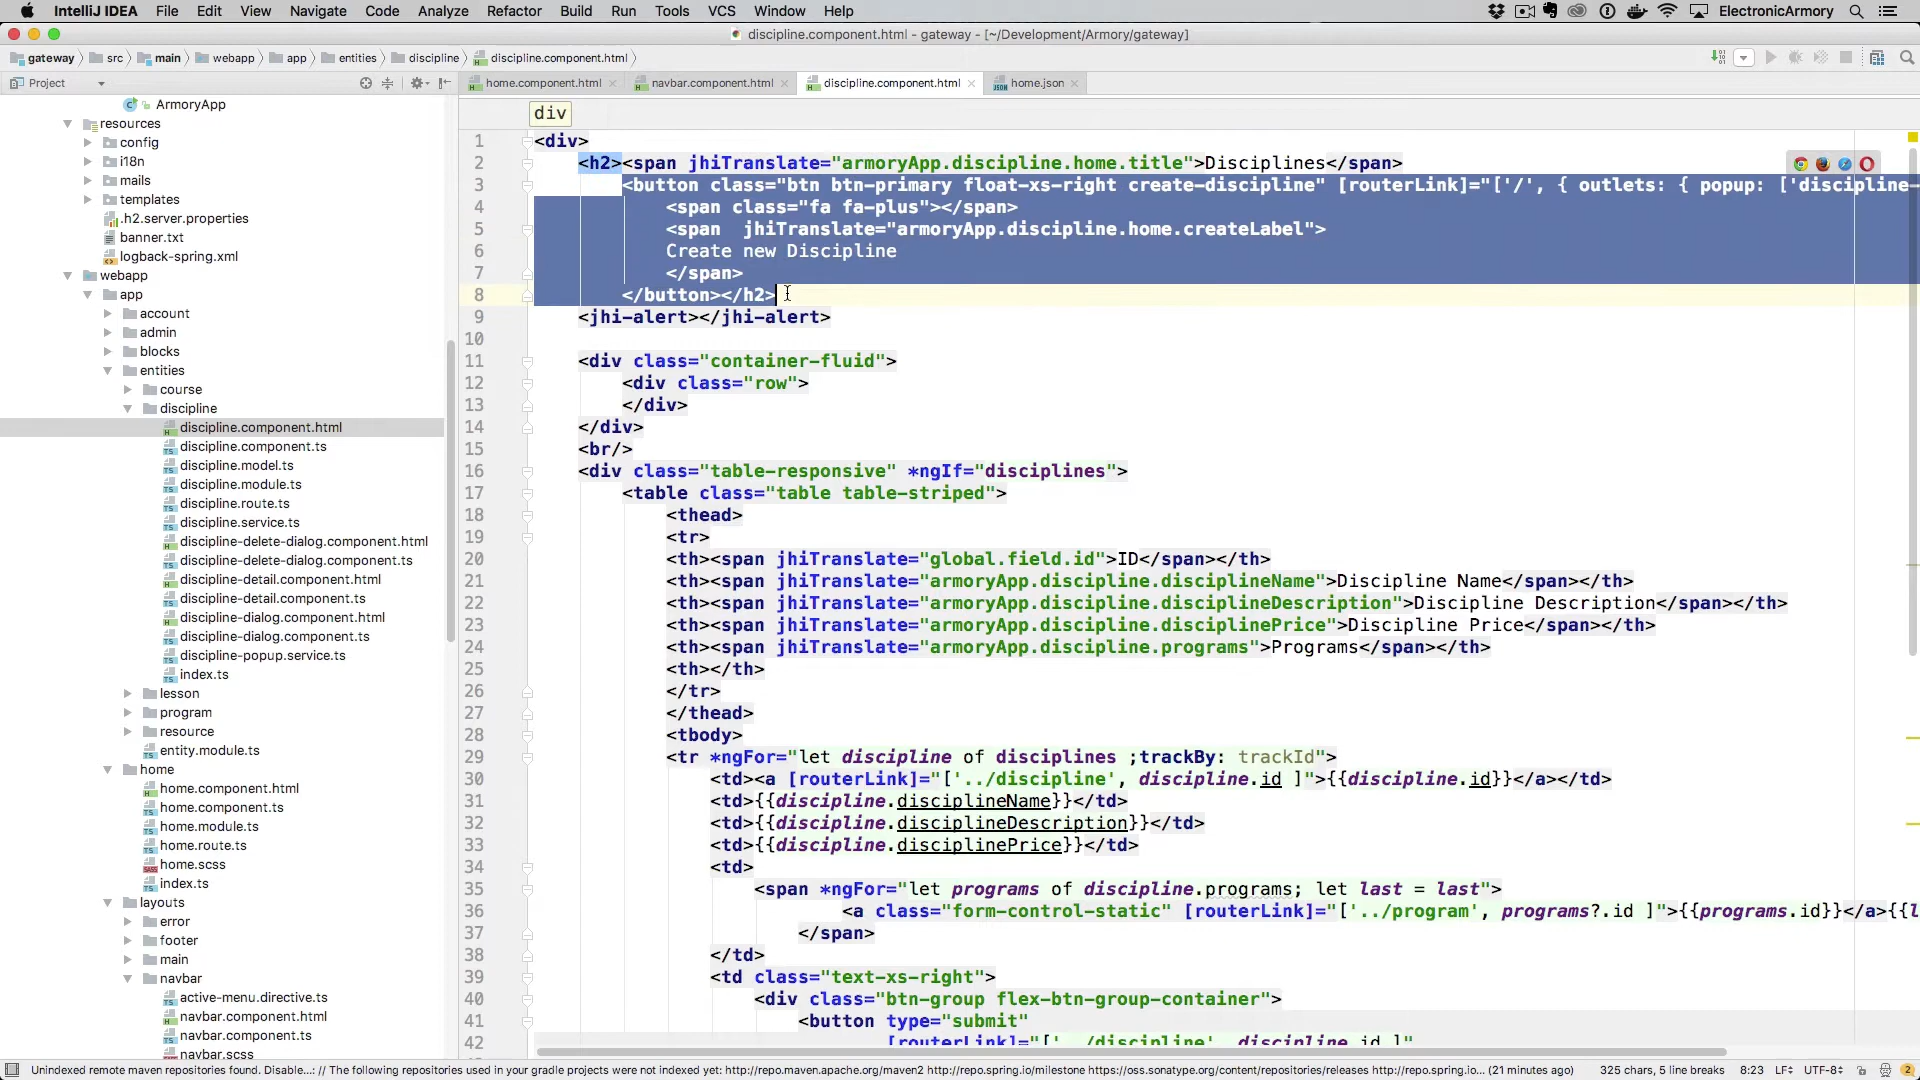 IntelliJ IDEA File Edit View Navigate Code Analyze Refactor Build Run Tools VCS Window Help ElectronicArmory
discipline.component.html - gateway - [~/Development/Armory/gateway]
gateway src main webapp app entities discipline discipline.component.html
Project
home.component.html navbar.component.html discipline.component.html home.json
ArmoryApp
resources
config
i18n
mails
templates
.h2.server.properties
banner.txt
logback-spring.xml
webapp
app
account
admin
blocks
entities
course
discipline
discipline.component.html
discipline.component.ts
discipline.model.ts
discipline.module.ts
discipline.route.ts
discipline.service.ts
discipline-delete-dialog.component.html
discipline-delete-dialog.component.ts
discipline-detail.component.html
discipline-detail.component.ts
discipline-dialog.component.html
discipline-dialog.component.ts
discipline-popup.service.ts
index.ts
lesson
program
resource
entity.module.ts
home
home.component.html
home.component.ts
home.module.ts
home.route.ts
home.scss
index.ts
layouts
error
footer
main
navbar
active-menu.directive.ts
navbar.component.html
navbar.component.ts
navbar.scss
div
1 <div>
2 <h2><span jhiTranslate="armoryApp.discipline.home.title">Disciplines</span>
3 <button class="btn btn-primary float-xs-right create-discipline" [routerLink]="['/', { outlets: { popup: ['discipline-
4 <span class="fa fa-plus"></span>
5 <span  jhiTranslate="armoryApp.discipline.home.createLabel">
6 Create new Discipline
7 </span>
8 </button></h2>
9 <jhi-alert></jhi-alert>
10
11 <div class="container-fluid">
12 <div class="row">
13 </div>
14 </div>
15 <br/>
16 <div class="table-responsive" *ngIf="disciplines">
17 <table class="table table-striped">
18 <thead>
19 <tr>
20 <th><span jhiTranslate="global.field.id">ID</span></th>
21 <th><span jhiTranslate="armoryApp.discipline.disciplineName">Discipline Name</span></th>
22 <th><span jhiTranslate="armoryApp.discipline.disciplineDescription">Discipline Description</span></th>
23 <th><span jhiTranslate="armoryApp.discipline.disciplinePrice">Discipline Price</span></th>
24 <th><span jhiTranslate="armoryApp.discipline.programs">Programs</span></th>
25 <th></th>
26 </tr>
27 </thead>
28 <tbody>
29 <tr *ngFor="let discipline of disciplines ;trackBy: trackId">
30 <td><a [routerLink]="['../discipline', discipline.id ]">{{discipline.id}}</a></td>
31 <td>{{discipline.disciplineName}}</td>
32 <td>{{discipline.disciplineDescription}}</td>
33 <td>{{discipline.disciplinePrice}}</td>
34 <td>
35 <span *ngFor="let programs of discipline.programs; let last = last">
36 <a class="form-control-static" [routerLink]="['../program', programs?.id ]">{{programs.id}}</a>{{l
37 </span>
38 </td>
39 <td class="text-xs-right">
40 <div class="btn-group flex-btn-group-container">
41 <button type="submit"
42 [routerLink]="['../discipline', discipline.id ]"
Unindexed remote maven repositories found. Disable...: // The following repositories used in your gradle projects were not indexed yet: http://repo.maven.apache.org/maven2 http://repo.spring.io/milestone https://oss.sonatype.org/content/repositories/releases http://repo.spring.io... (21 minutes ago) 325 chars, 5 line breaks 8:23 LF UTF-8 2